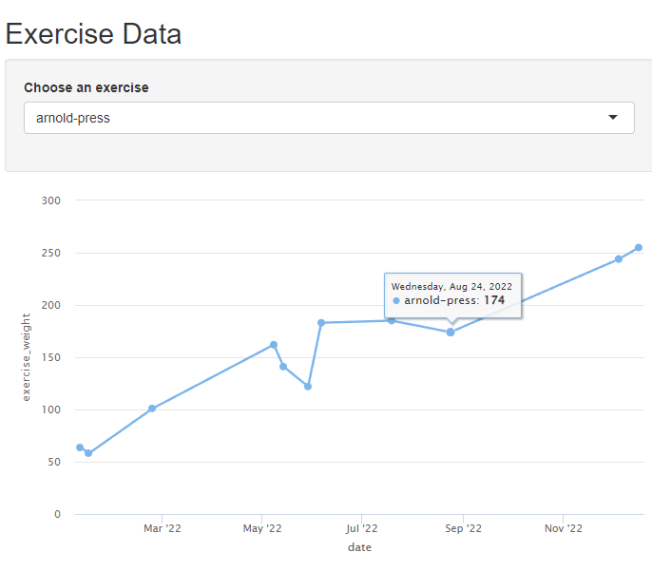 Exercise Data
Choose an exercise
arnold-press
300
250
200
150
100
50
0
exercise_weight
Wednesday, Aug 24, 2022
arnold-press: 174
Mar '22
May '22
Jul '22
Sep '22
Nov '22
date